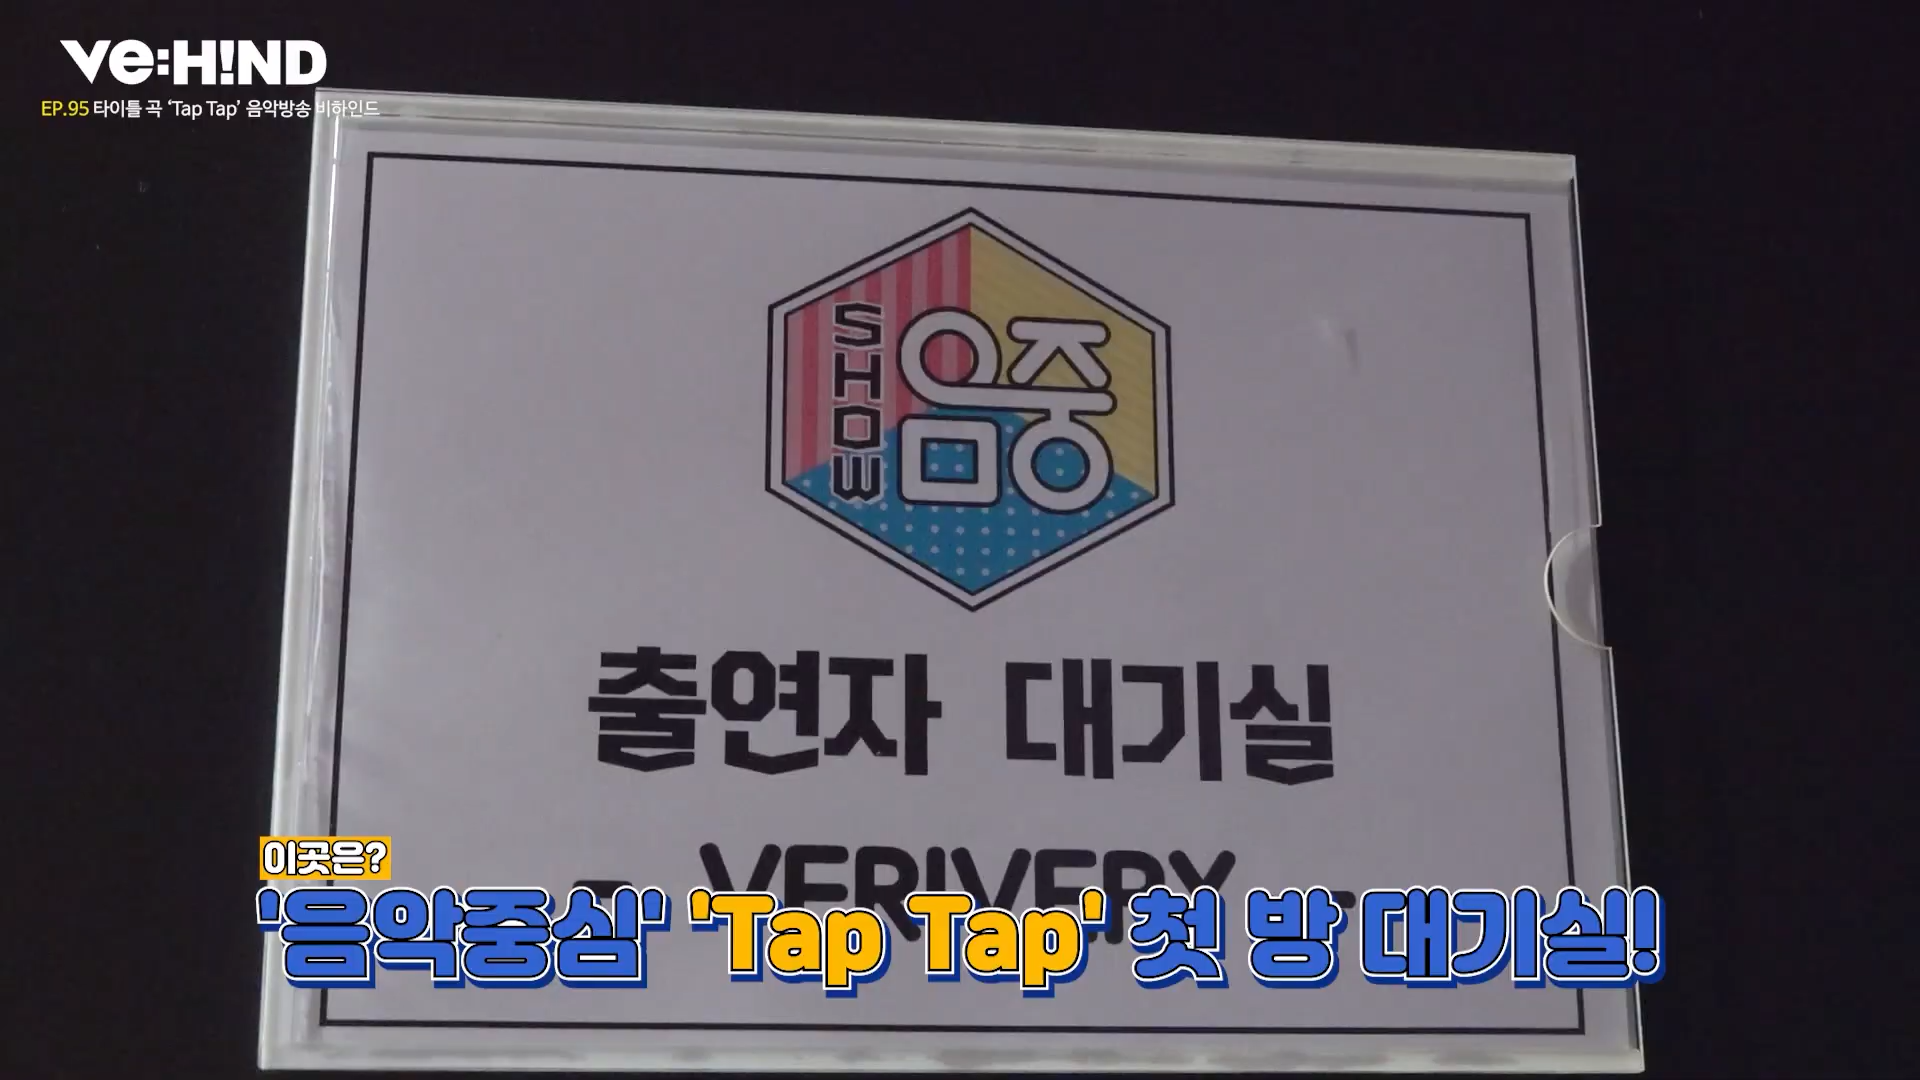 Ve:H!ND
EP.95 타이틀 곡 ‘Tap Tap’ 음악방송 비하인드
SHOW
음중
출연자 대기실
- VERIVERY -
이곳은?
'음악중심' 'Tap Tap' 첫 방 대기실!